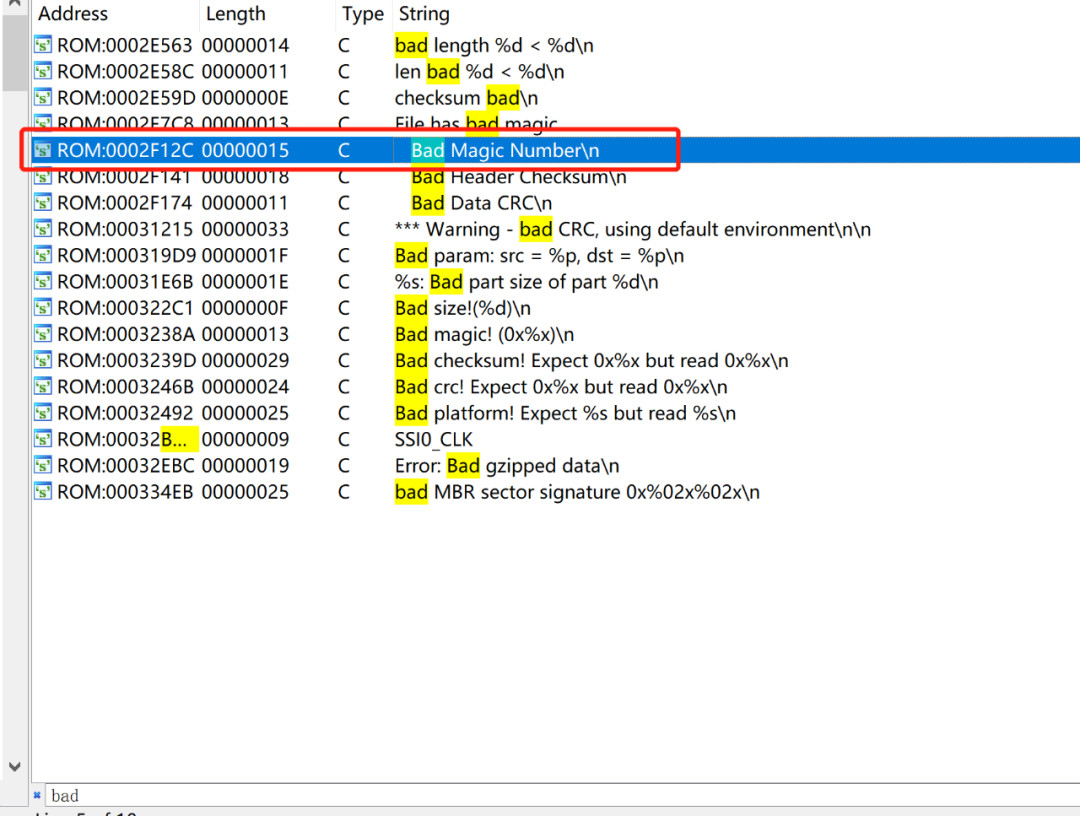 Address Length Type String
ROM:0002E563 00000014 C bad length %d < %d\n
ROM:0002E58C 00000011 C len bad %d < %d\n
ROM:0002E59D 0000000E C checksum bad\n
ROM:0002E7C8 00000013 C File has bad magic
ROM:0002F12C 00000015 C Bad Magic Number\n
ROM:0002F141 00000018 C Bad Header Checksum\n
ROM:0002F174 00000011 C Bad Data CRC\n
ROM:00031215 00000033 C *** Warning - bad CRC, using default environment\n\n
ROM:000319D9 0000001F C Bad param: src = %p, dst = %p\n
ROM:00031E6B 0000001E C %s: Bad part size of part %d\n
ROM:000322C1 0000000F C Bad size!(%d)\n
ROM:0003238A 00000013 C Bad magic! (0x%x)\n
ROM:0003239D 00000029 C Bad checksum! Expect 0x%x but read 0x%x\n
ROM:0003246B 00000024 C Bad crc! Expect 0x%x but read 0x%x\n
ROM:00032492 00000025 C Bad platform! Expect %s but read %s\n
ROM:00032B... 00000009 C SSI0_CLK
ROM:00032EBC 00000019 C Error: Bad gzipped data\n
ROM:000334EB 00000025 C bad MBR sector signature 0x%02x%02x\n
bad
Line 5 of 18